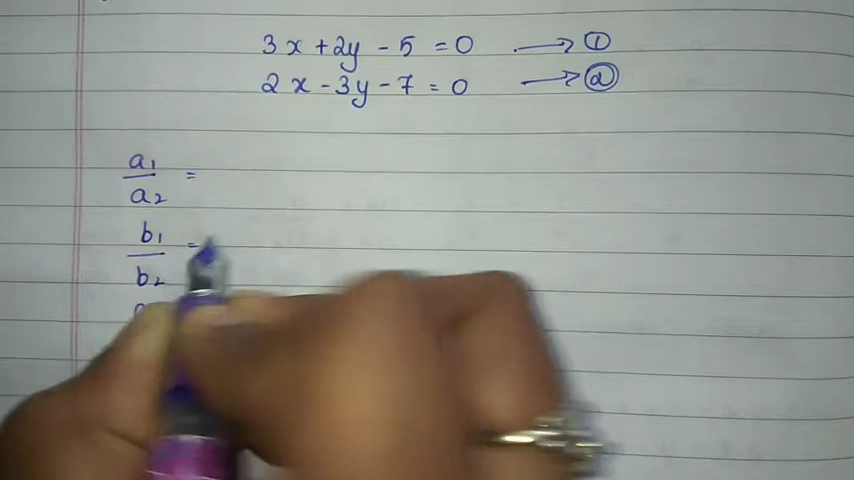 3x + 2y - 5 = 0 → ①
2x - 3y - 7 = 0 → ②
a₁/a₂ =
b₁/b₂ =